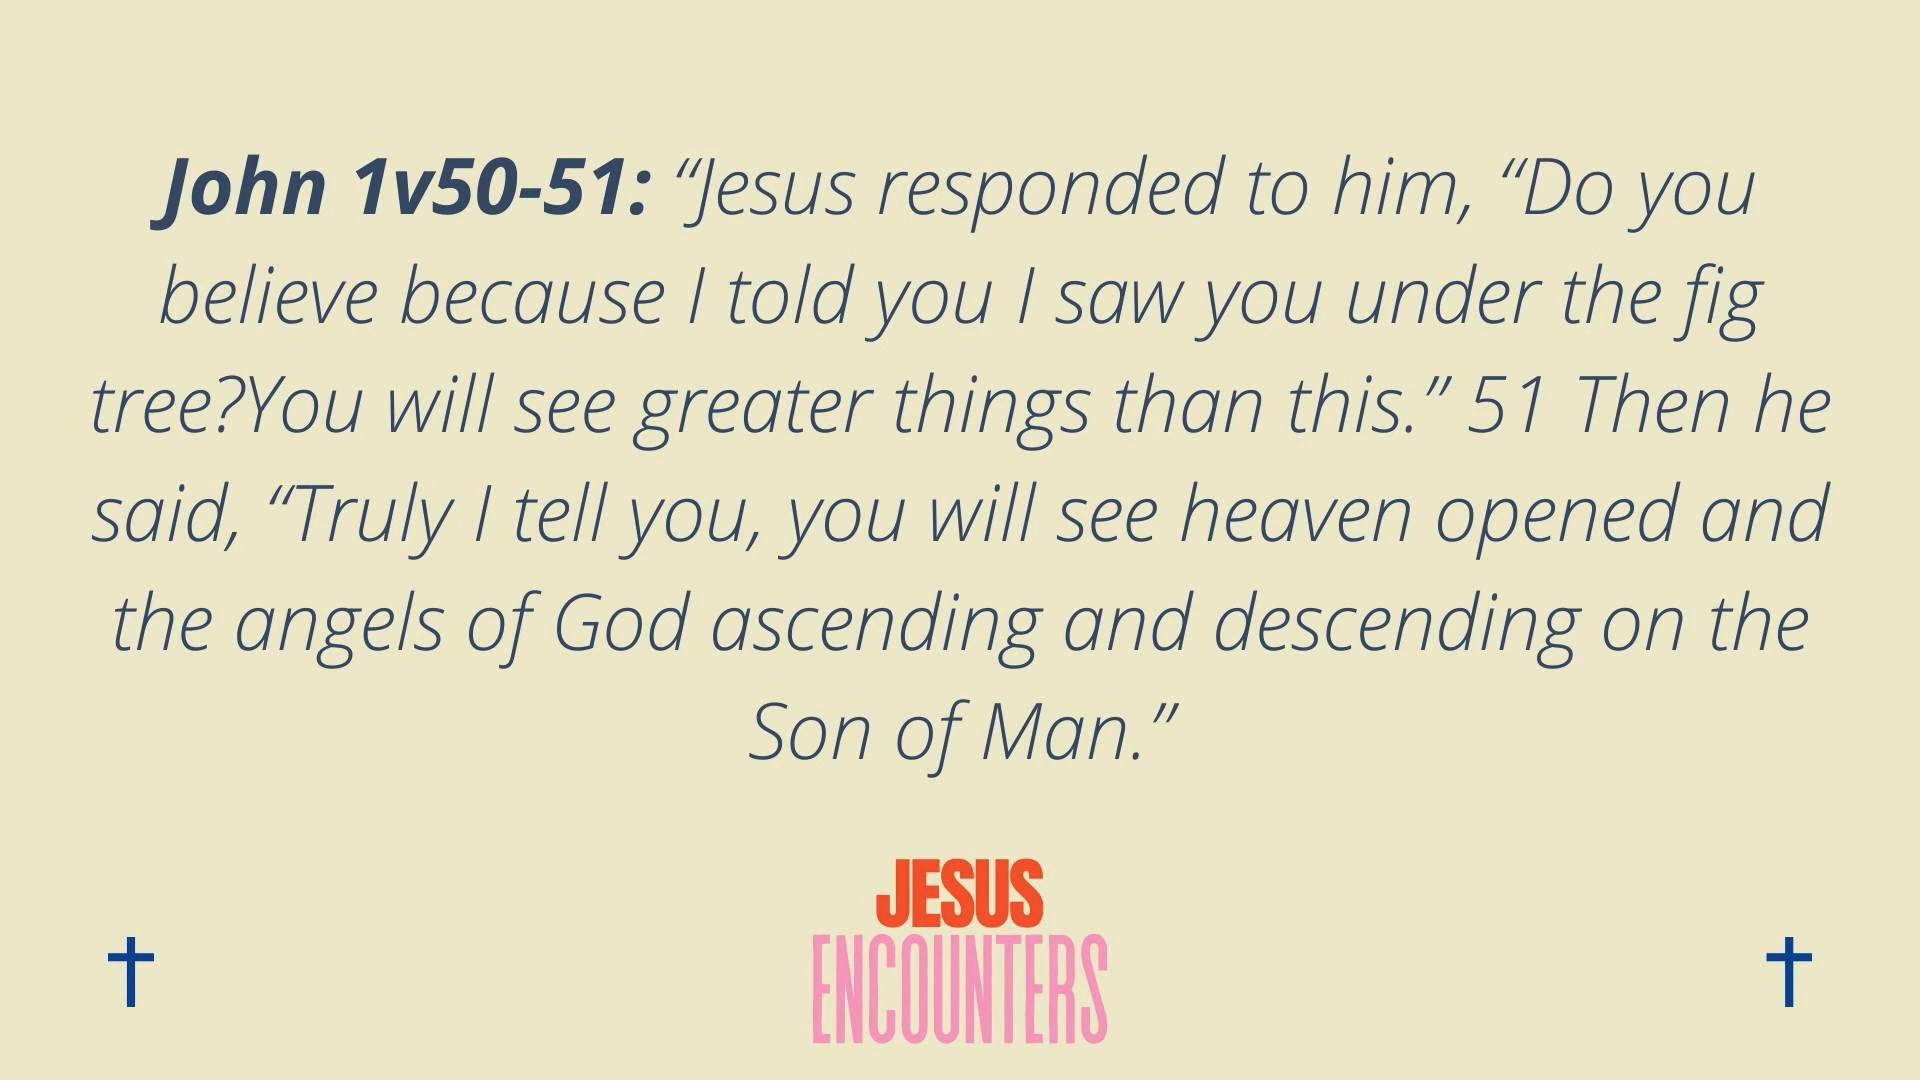 John 1v50-51: “Jesus responded to him, “Do you
believe because I told you I saw you under the fig
tree?You will see greater things than this.” 51 Then he
said, “Truly I tell you, you will see heaven opened and
the angels of God ascending and descending on the
Son of Man.”
JESUS
ENCOUNTERS